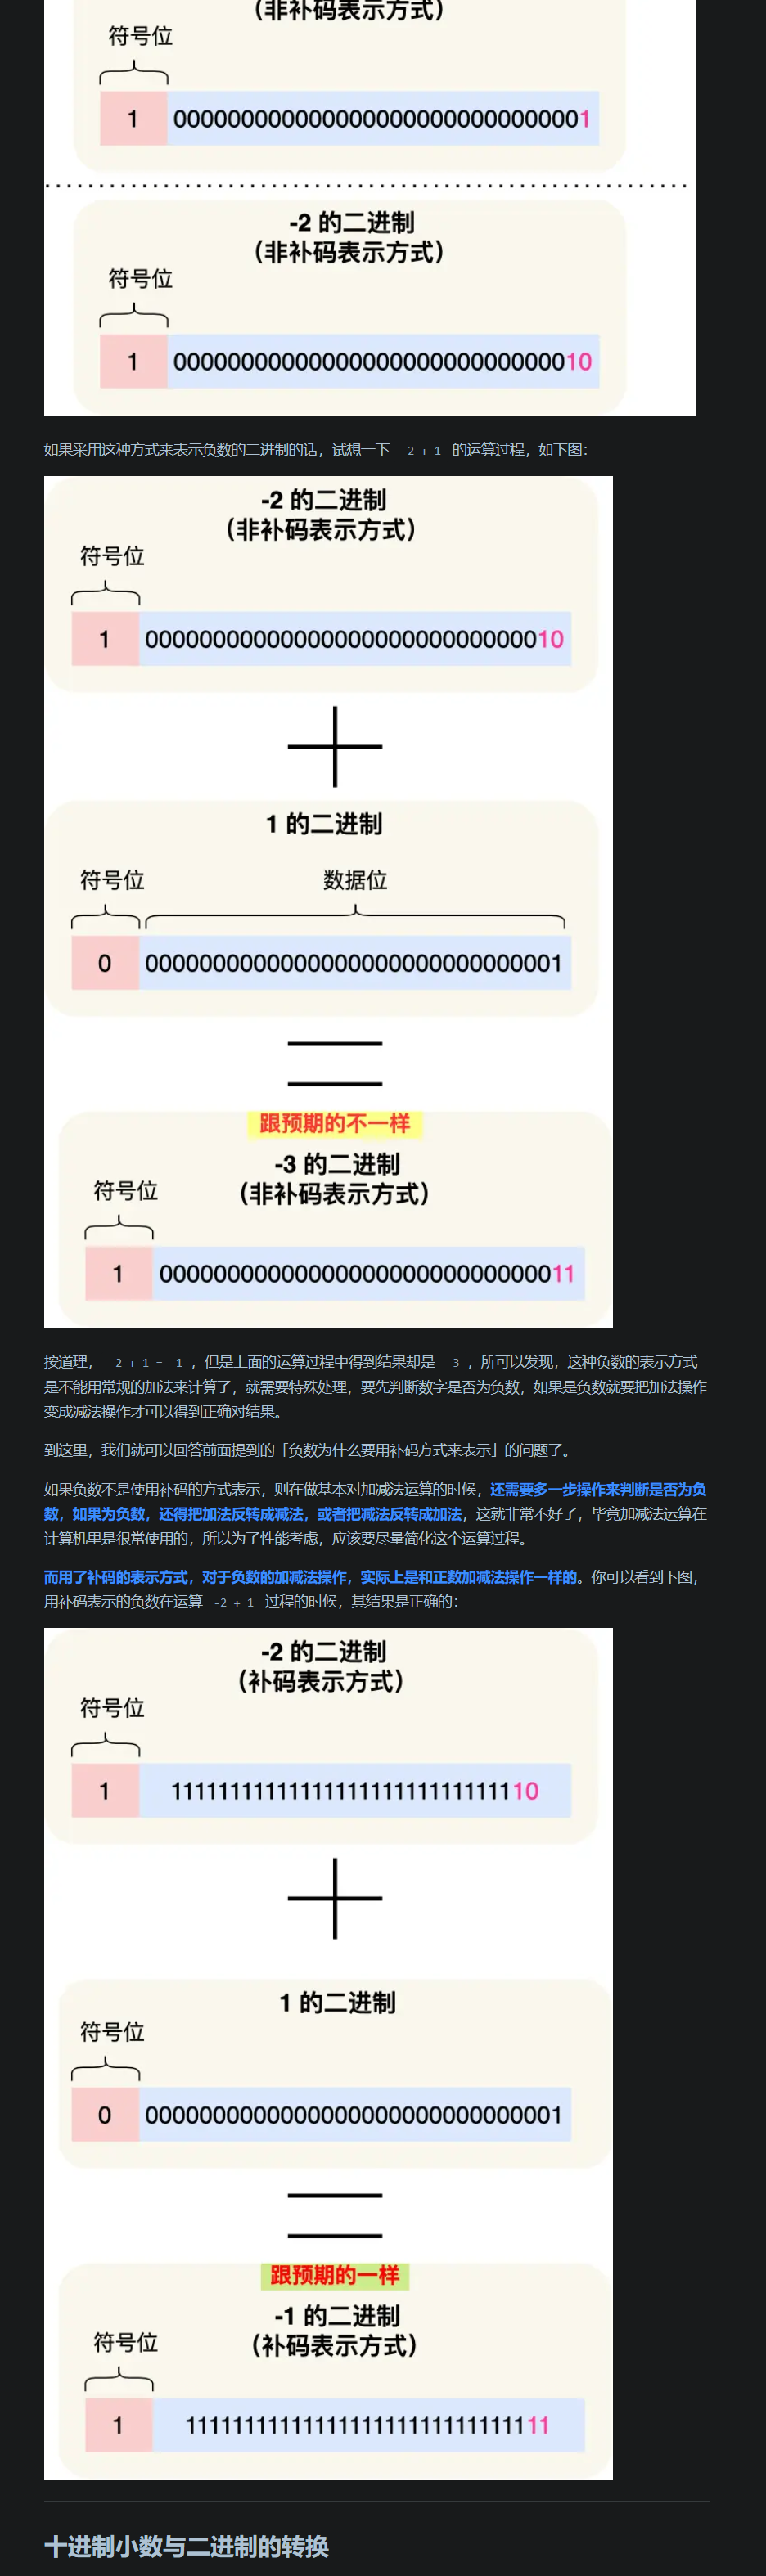 (非补码表示方式)
符号位
1 0000000000000000000000000000001
-2 的二进制
(非补码表示方式)
符号位
1 0000000000000000000000000000010
如果采用这种方式来表示负数的二进制的话，试想一下 -2 + 1 的运算过程，如下图：
-2 的二进制
(非补码表示方式)
符号位
1 0000000000000000000000000000010
1 的二进制
符号位 数据位
0 0000000000000000000000000000001
跟预期的不一样
-3 的二进制
(非补码表示方式)
符号位
1 0000000000000000000000000000011
按道理， -2 + 1 = -1 ，但是上面的运算过程中得到结果却是 -3 ，所可以发现，这种负数的表示方式
是不能用常规的加法来计算了，就需要特殊处理，要先判断数字是否为负数，如果是负数就要把加法操作
变成减法操作才可以得到正确对结果。
到这里，我们就可以回答前面提到的「负数为什么要用补码方式来表示」的问题了。
如果负数不是使用补码的方式表示，则在做基本对加减法运算的时候，还需要多一步操作来判断是否为负
数，如果为负数，还得把加法反转成减法，或者把减法反转成加法，这就非常不好了，毕竟加减法运算在
计算机里是很常使用的，所以为了性能考虑，应该要尽量简化这个运算过程。
而用了补码的表示方式，对于负数的加减法操作，实际上是和正数加减法操作一样的。你可以看到下图，
用补码表示的负数在运算 -2 + 1 过程的时候，其结果是正确的：
-2 的二进制
(补码表示方式)
符号位
1 1111111111111111111111111111110
1 的二进制
符号位
0 0000000000000000000000000000001
跟预期的一样
-1 的二进制
(补码表示方式)
符号位
1 1111111111111111111111111111111
十进制小数与二进制的转换